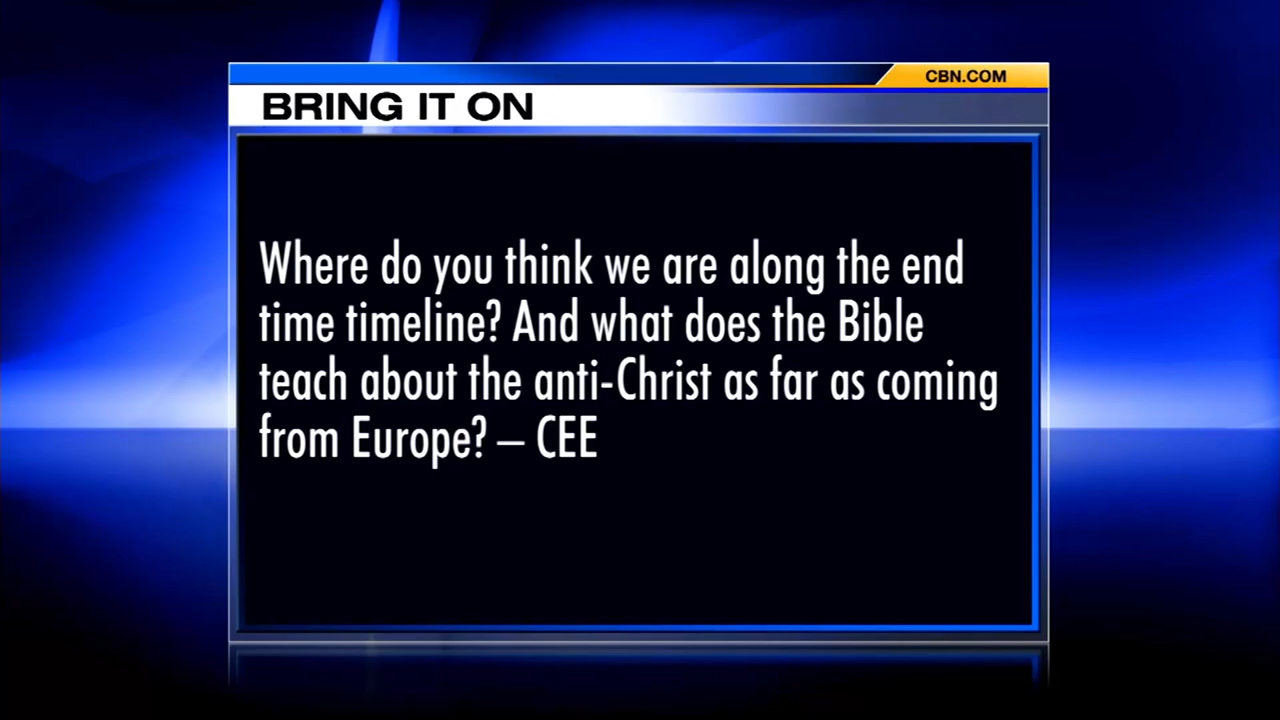 CBN.COM
BRING IT ON
Where do you think we are along the end
time timeline? And what does the Bible
teach about the anti-Christ as far as coming
from Europe? – CEE